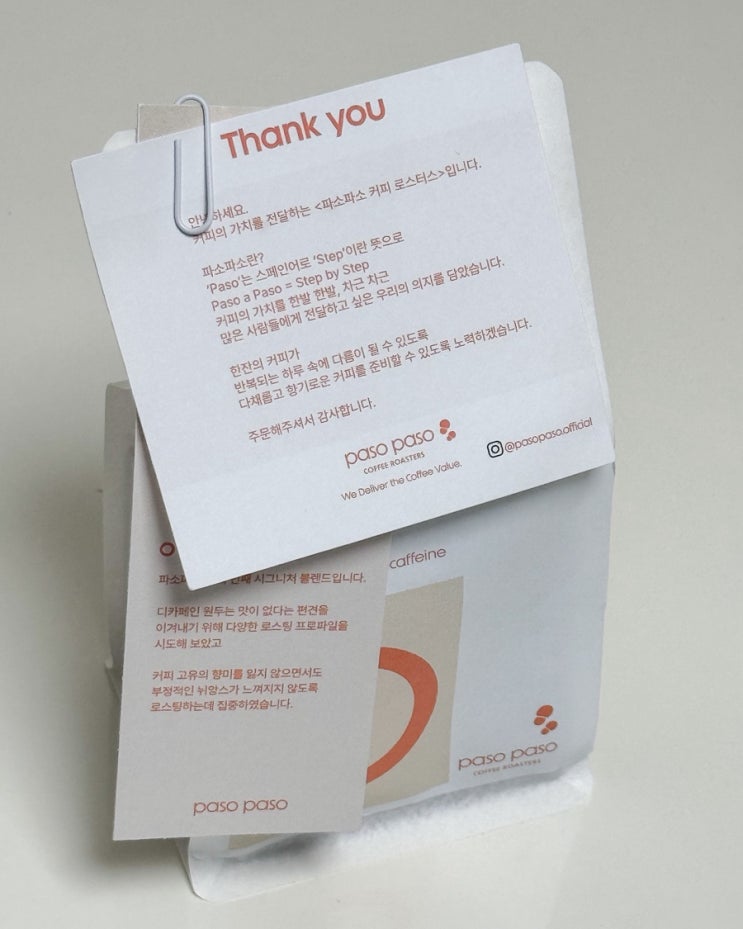 Thank you
안녕하세요.
커피의 가치를 전달하는 <파소파소 커피 로스터스>입니다.
파소파소란?
'Paso'는 스페인어로 'Step'이란 뜻으로
Paso a Paso = Step by Step
커피의 가치를 한발 한발, 차근 차근
많은 사람들에게 전달하고 싶은 우리의 의지를 담았습니다.
한잔의 커피가
반복되는 하루 속에 다름이 될 수 있도록
다채롭고 향기로운 커피를 준비할 수 있도록 노력하겠습니다.
주문해주셔서 감사합니다.
paso paso
COFFEE ROASTERS
We Deliver the Coffee Value.
@pasopaso.official
caffeine
시그니처 블렌드입니다.
디카페인 원두는 맛이 없다는 편견을
이겨내기 위해 다양한 로스팅 프로파일을
시도해 보았고
커피 고유의 향미를 잃지 않으면서도
부정적인 뉘앙스가 느껴지지 않도록
로스팅하는데 집중하였습니다.
paso paso
paso paso
COFFEE ROASTERS